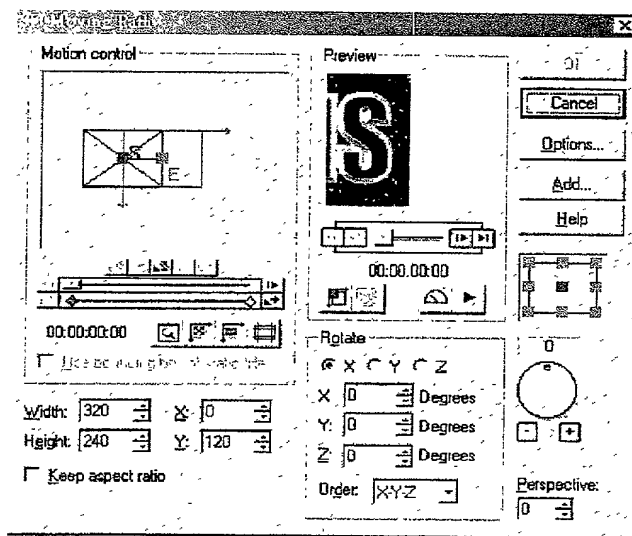 Moving
Motion control
S
E
00:00:00:00
Width: 320
X: 0
Height: 240
Y: 120
Keep aspect ratio
Preview
S
00:00:00:00
Rotate
X Y Z
X: 0 Degrees
Y: 0 Degrees
Z: 0 Degrees
Order: X-Y-Z
Cancel
Options...
Add...
Help
0
- +
Perspective:
0